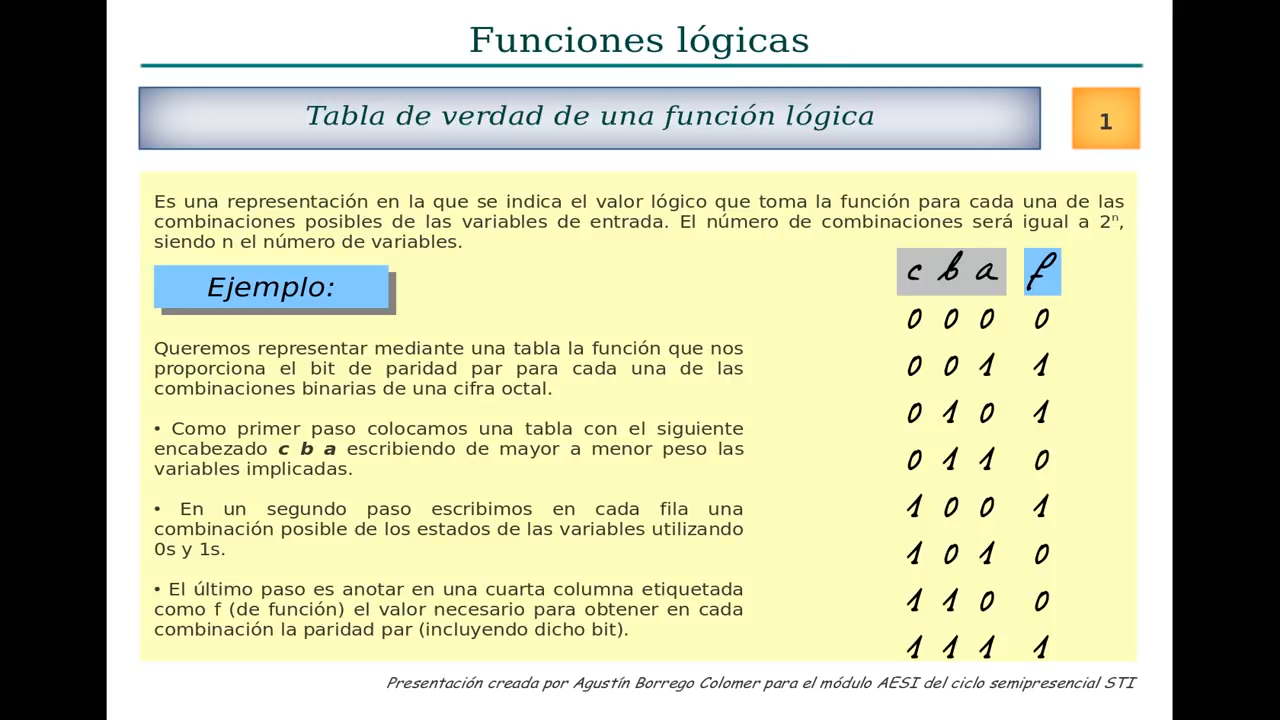 Funciones lógicas
Tabla de verdad de una función lógica
1
Es una representación en la que se indica el valor lógico que toma la función para cada una de las
combinaciones posibles de las variables de entrada. El número de combinaciones será igual a 2ⁿ,
siendo n el número de variables.
Ejemplo:
Queremos representar mediante una tabla la función que nos
proporciona el bit de paridad par para cada una de las
combinaciones binarias de una cifra octal.
• Como primer paso colocamos una tabla con el siguiente
encabezado c b a escribiendo de mayor a menor peso las
variables implicadas.
• En un segundo paso escribimos en cada fila una
combinación posible de los estados de las variables utilizando
0s y 1s.
• El último paso es anotar en una cuarta columna etiquetada
como f (de función) el valor necesario para obtener en cada
combinación la paridad par (incluyendo dicho bit).
c b a f
0 0 0 0
0 0 1 1
0 1 0 1
0 1 1 0
1 0 0 1
1 0 1 0
1 1 0 0
1 1 1 1
Presentación creada por Agustín Borrego Colomer para el módulo AESI del ciclo semipresencial STI